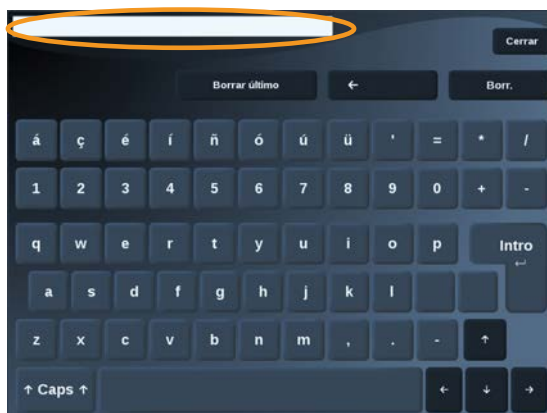 Cerrar
Borrar último ← Borr.
á ç é í ñ ó ú ü ' = * /
1 2 3 4 5 6 7 8 9 0 + -
q w e r t y u i o p Intro ↵
a s d f g h j k l
z x c v b n m , . - ↑
↑ Caps ↑ ← ↓ →